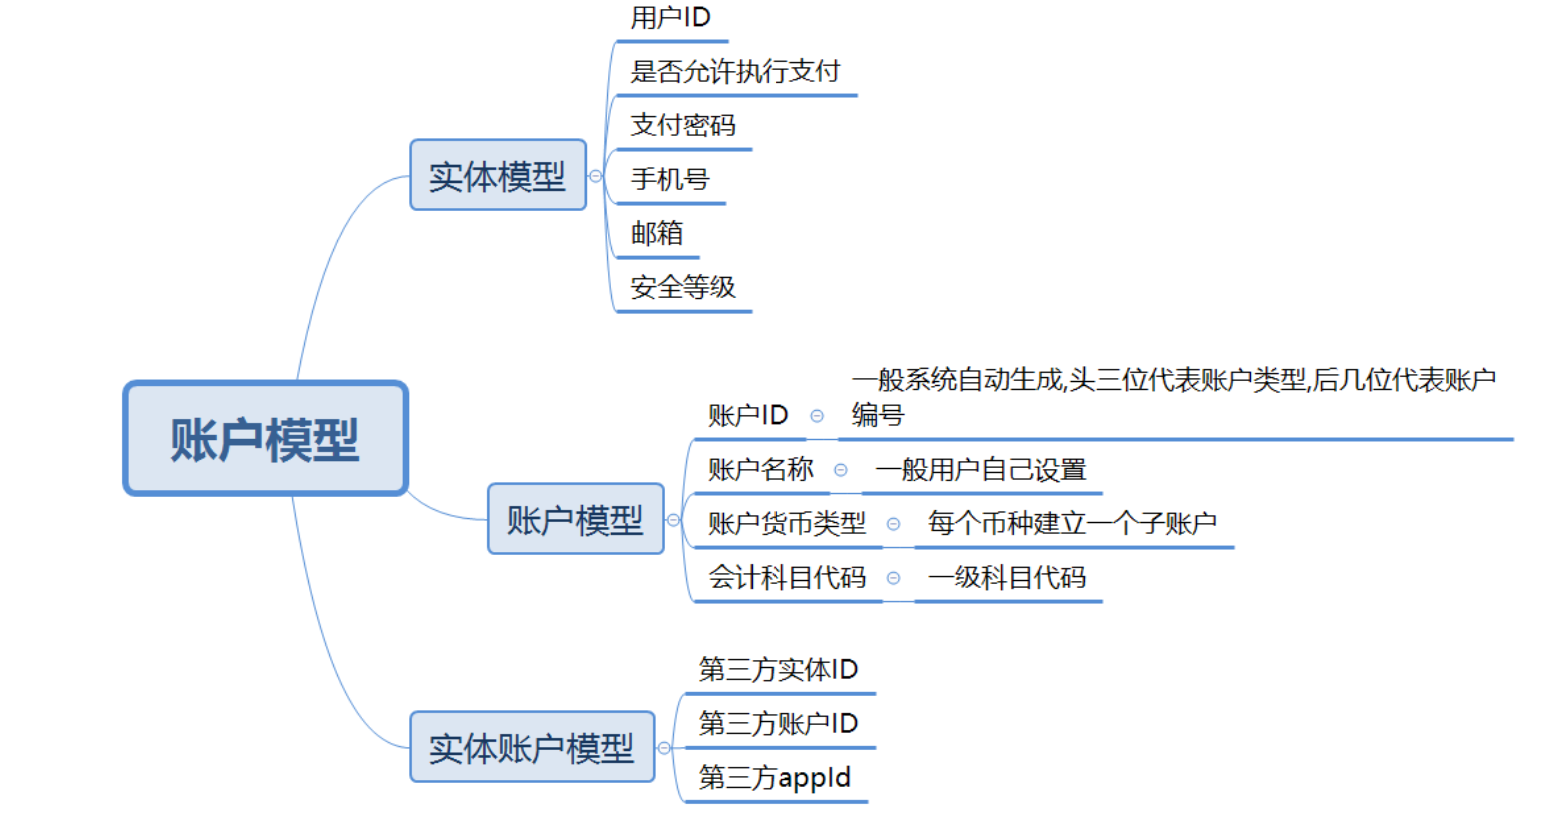 用户ID
是否允许执行支付
支付密码
实体模型
手机号
邮箱
安全等级
账户模型
一般系统自动生成,头三位代表账户类型,后几位代表账户
账户ID
编号
账户名称
一般用户自己设置
账户模型
账户货币类型
每个币种建立一个子账户
会计科目代码
一级科目代码
第三方实体ID
实体账户模型
第三方账户ID
第三方appId